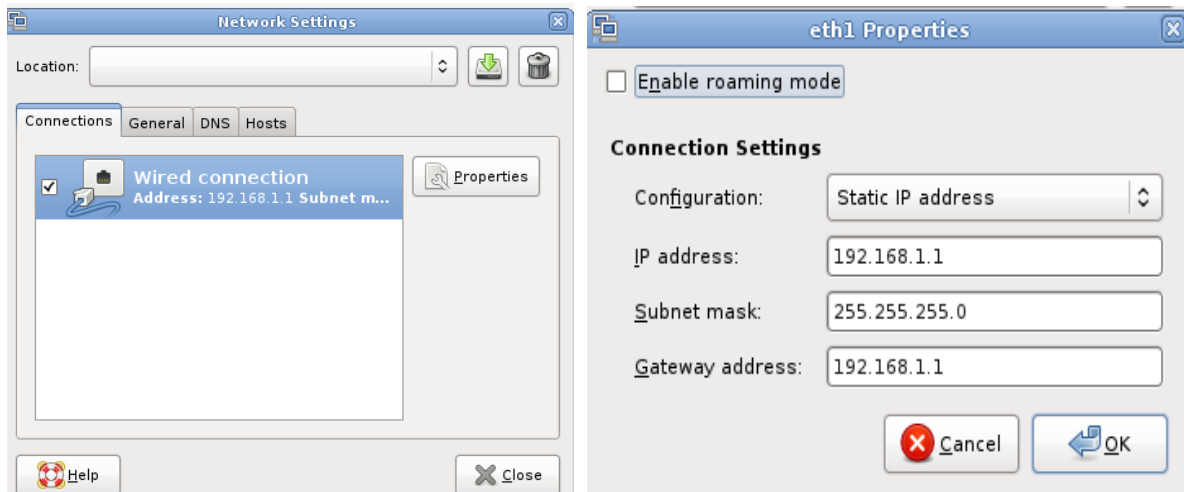 Network Settings
Location:
Connections General DNS Hosts
Wired connection
Address: 192.168.1.1 Subnet m...
Properties
Help
Close
eth1 Properties
Enable roaming mode
Connection Settings
Configuration: Static IP address
IP address: 192.168.1.1
Subnet mask: 255.255.255.0
Gateway address: 192.168.1.1
Cancel OK